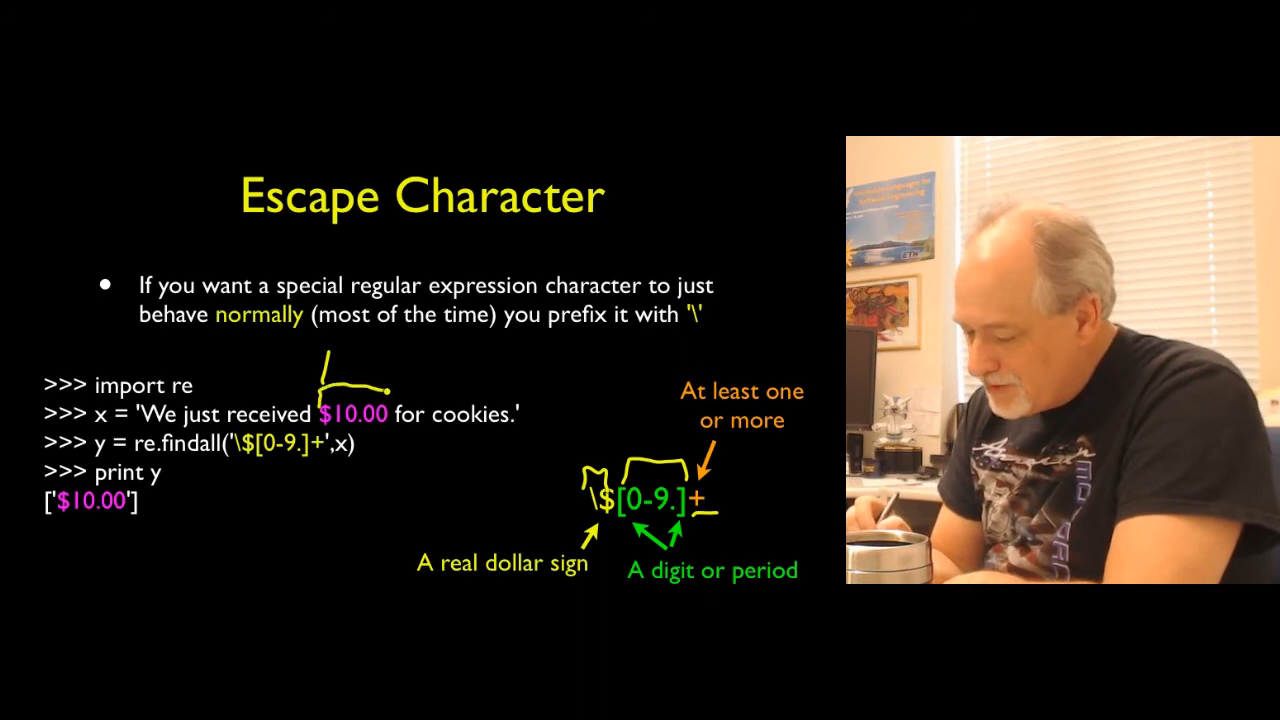 Escape Character
• If you want a special regular expression character to just
behave normally (most of the time) you prefix it with '\'
>>> import re
>>> x = 'We just received $10.00 for cookies.'
>>> y = re.findall('\$[0-9.]+',x)
>>> print y
['$10.00']
At least one
or more
\$[0-9.]+
A real dollar sign
A digit or period
ETH